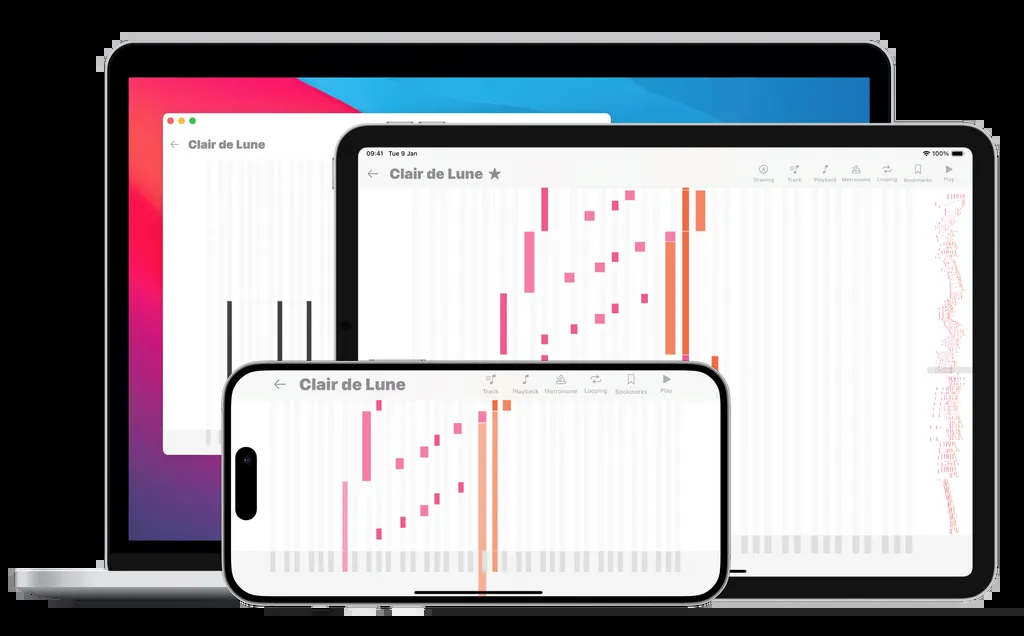 Clair de Lune
09:41 Tue 9 Jan
100%
Clair de Lune
Drawing Track Playback Metronome Looping Bookmarks Play
Clair de Lune
Track Playback Metronome Looping Bookmarks Play